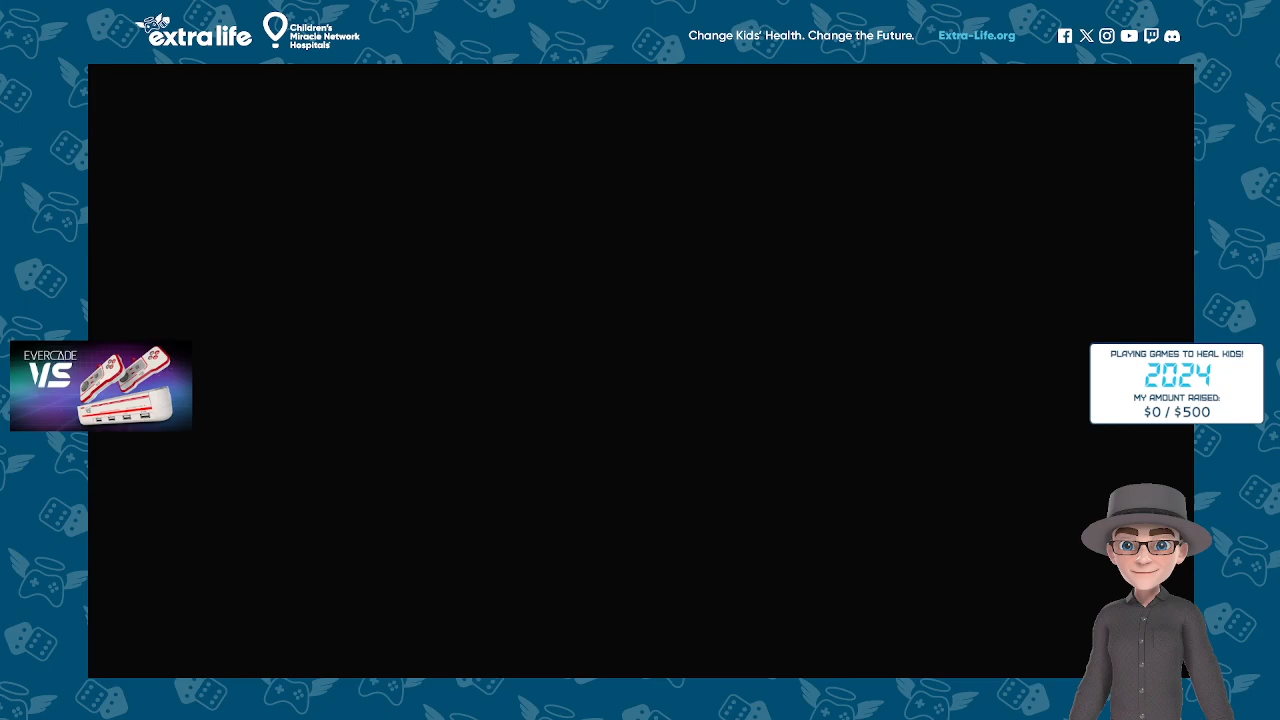 extra life
Children's
Miracle Network
Hospitals
Change Kids' Health. Change the Future.
Extra-Life.org
EVERCADE
VS
PLAYING GAMES TO HEAL KIDS!
2024
MY AMOUNT RAISED:
$0 / $500